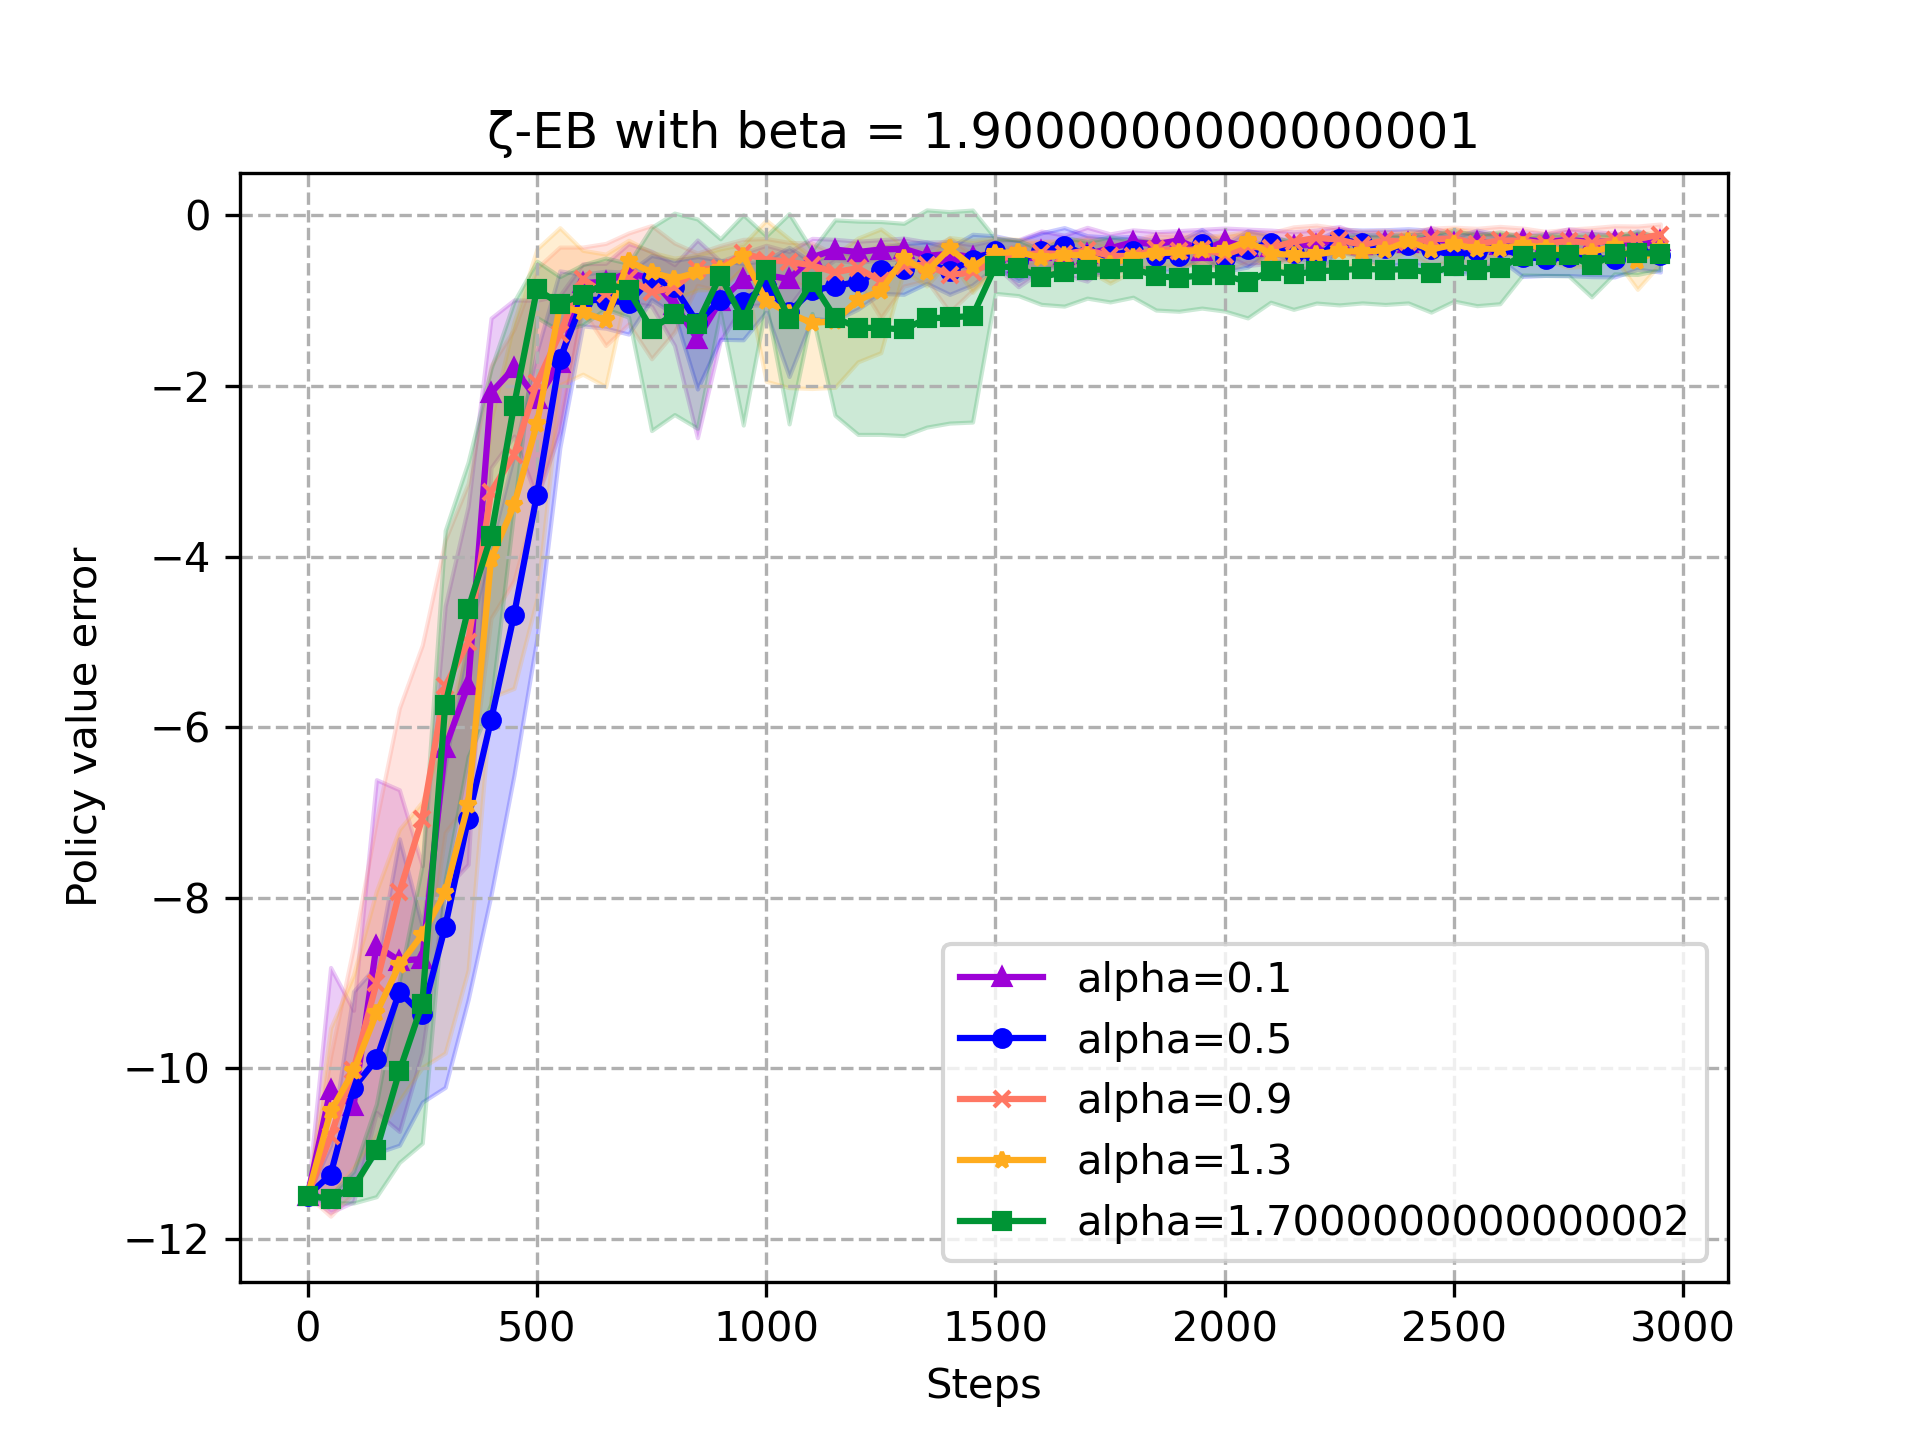 ζ-EB with beta = 1.9000000000000001
Policy value error
0
−2
−4
−6
−8
−10
−12
0 500 1000 1500 2000 2500 3000
Steps
alpha=0.1
alpha=0.5
alpha=0.9
alpha=1.3
alpha=1.7000000000000002